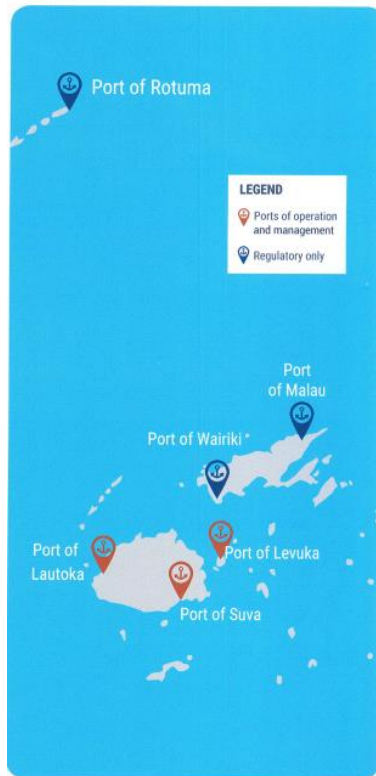 Port of Rotuma
LEGEND
Ports of operation
and management
Regulatory only
Port
of Malau
Port of Wairiki
Port of Levuka
Port of
Lautoka
Port of Suva